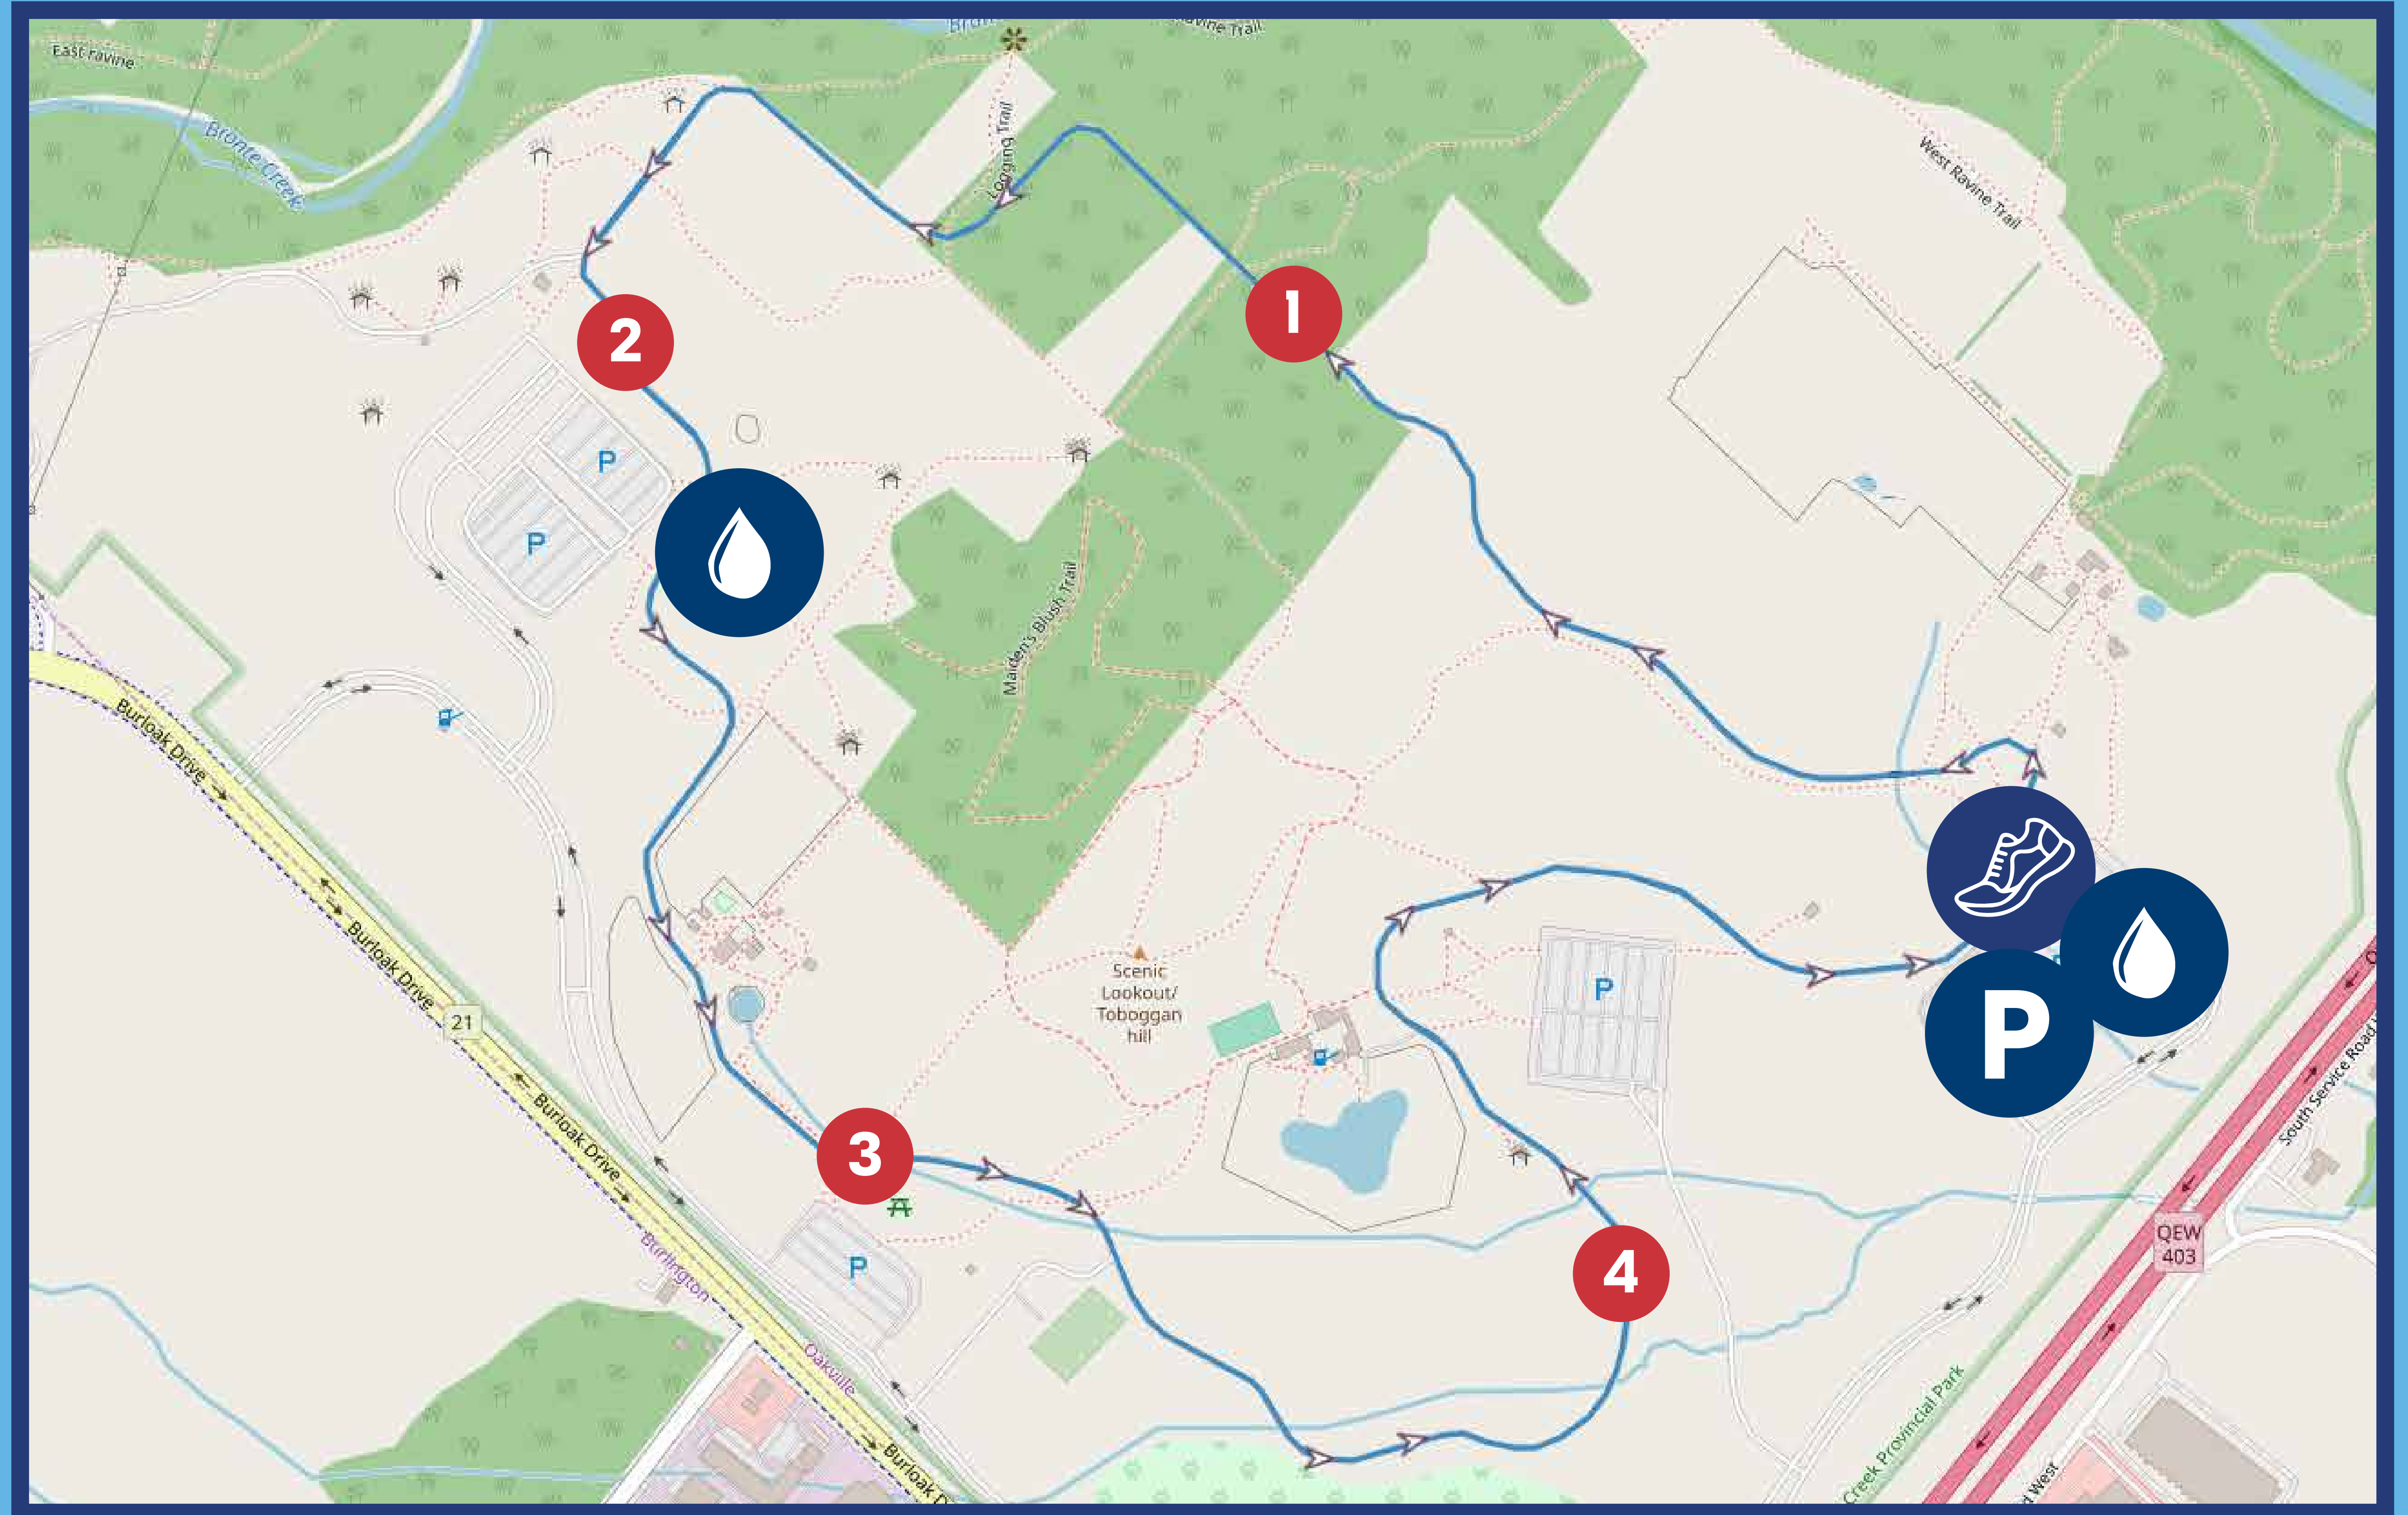 East ravine
Bronte Creek
Logging Trail
West Ravine Trail
1
2
P
P
Maiden's Blush Trail
Burloak Drive
Burloak Drive
21
Burloak Drive
Burloak Drive
Scenic
Lookout/
Toboggan
hill
P
P
3
P
4
Burlington
Oakville
QEW
403
South Service Road
Creek Provincial Park
West